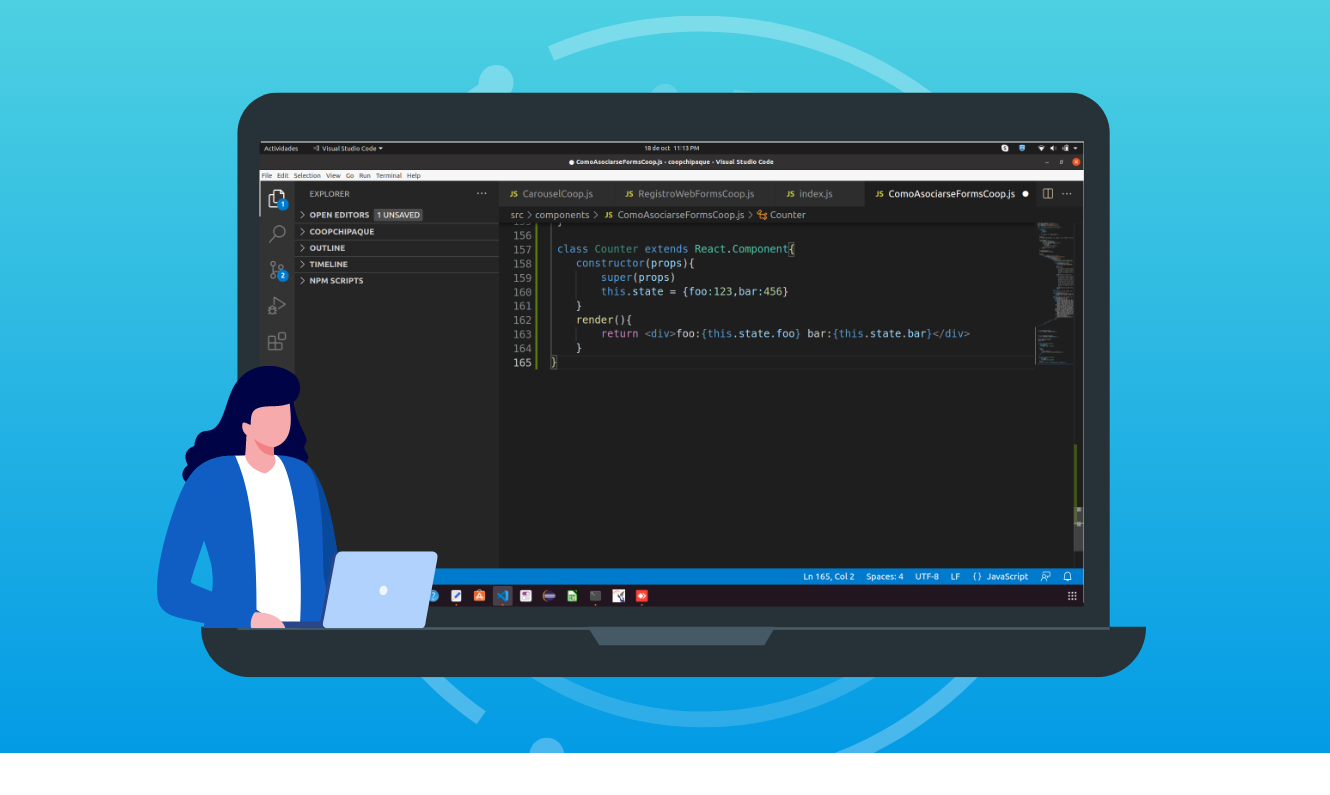 Actividades Visual Studio Code 18 de oct 11:13 PM
ComoAsociarseFormsCoop.js - coopchipaque - Visual Studio Code
File Edit Selection View Go Run Terminal Help
EXPLORER ··· JS CarouselCoop.js JS RegistroWebFormsCoop.js JS index.js JS ComoAsociarseFormsCoop.js ● ···
1
> OPEN EDITORS 1 UNSAVED
src > components > JS ComoAsociarseFormsCoop.js > Counter
> COOPCHIPAQUE
> OUTLINE
> TIMELINE
2
> NPM SCRIPTS
156
157 class Counter extends React.Component{
158 constructor(props){
159 super(props)
160 this.state = {foo:123,bar:456}
161 }
162 render(){
163 return <div>foo:{this.state.foo} bar:{this.state.bar}</div>
164 }
165 }
Ln 165, Col 2 Spaces: 4 UTF-8 LF {} JavaScript